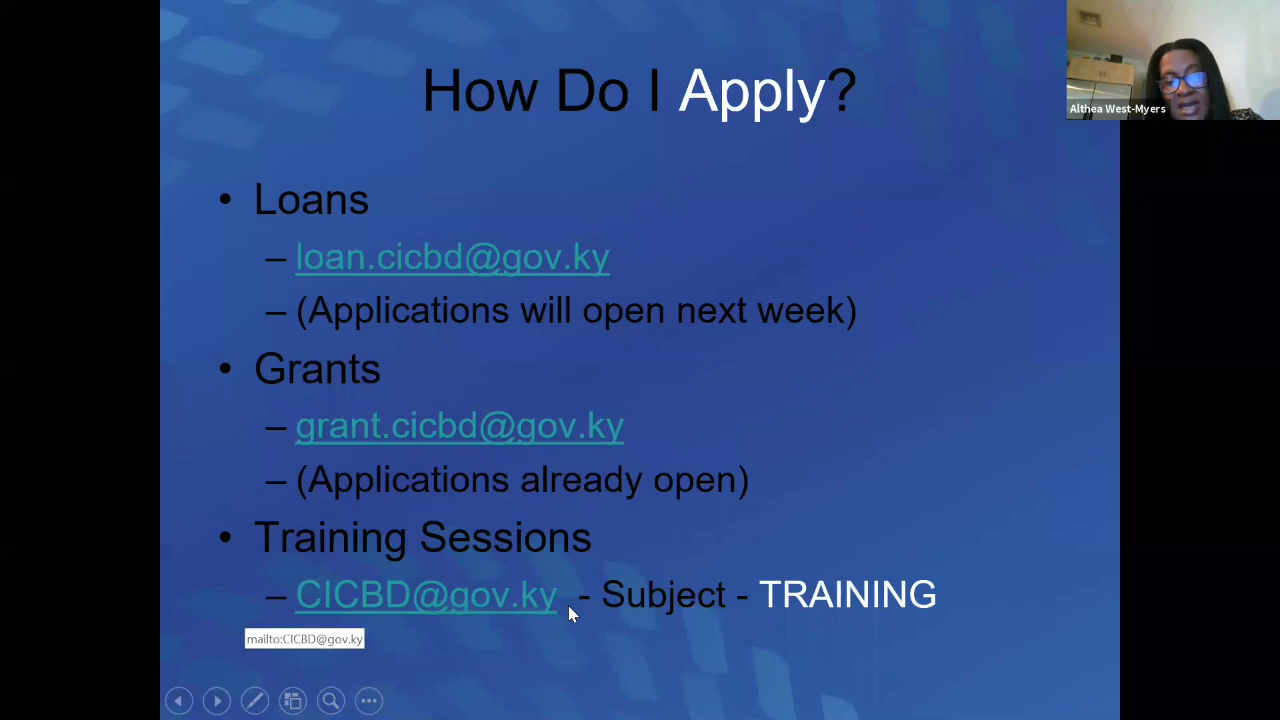 How Do I Apply?
Althea West-Myers
• Loans
– loan.cicbd@gov.ky
– (Applications will open next week)
• Grants
– grant.cicbd@gov.ky
– (Applications already open)
• Training Sessions
– CICBD@gov.ky - Subject - TRAINING
mailto:CICBD@gov.ky